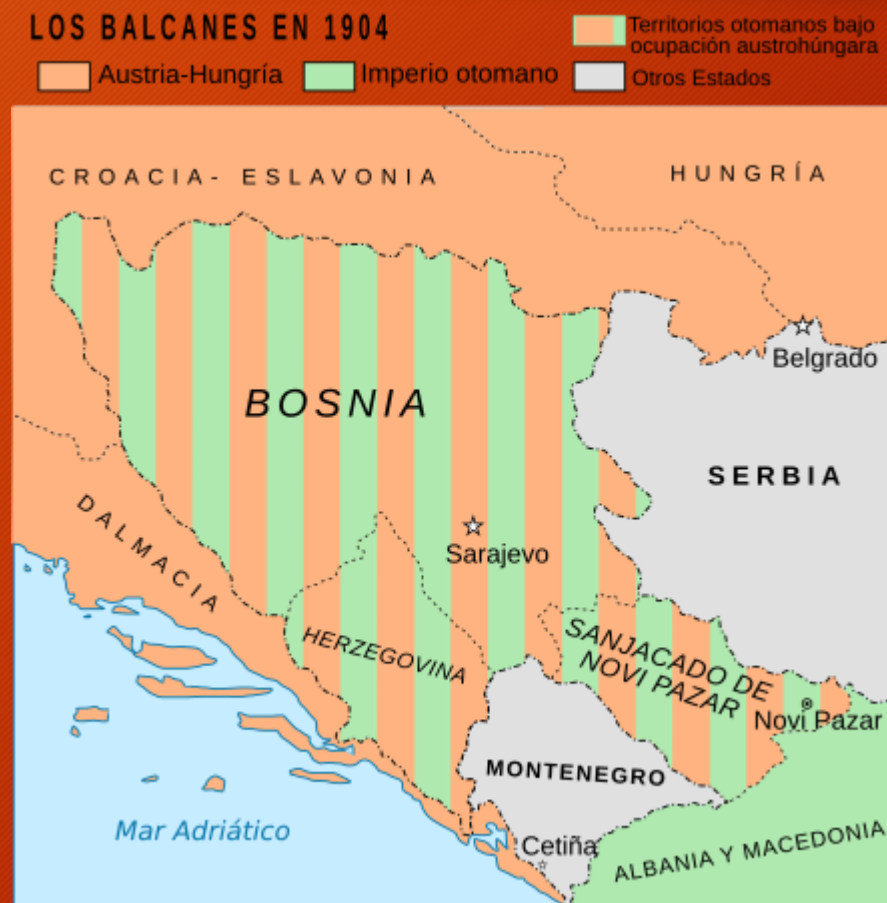 LOS BALCANES EN 1904
Territorios otomanos bajo
ocupación austrohúngara
Austria-Hungría
Imperio otomano
Otros Estados
CROACIA- ESLAVONIA
HUNGRÍA
Belgrado
BOSNIA
SERBIA
DALMACIA
Sarajevo
HERZEGOVINA
SANJACADO DE
NOVI PAZAR
Novi Pazar
MONTENEGRO
Mar Adriático
Cetiña
ALBANIA Y MACEDONIA